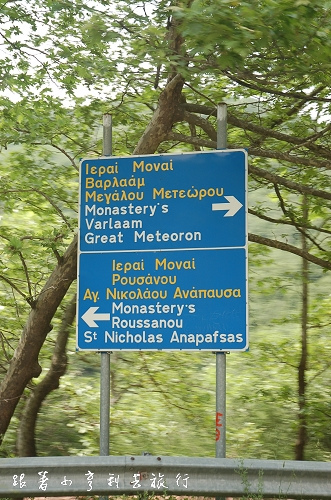 Ιεραί Μοναί
Βαρλαάμ
Μεγάλου Μετεώρου
Monastery's
Varlaam
Great Meteoron
Ιεραί Μοναί
Ρουσάνου
Αγ. Νικολάου Ανάπαυσα
Monastery's
Roussanou
St Nicholas Anapafsas
跟著小亨利去旅行